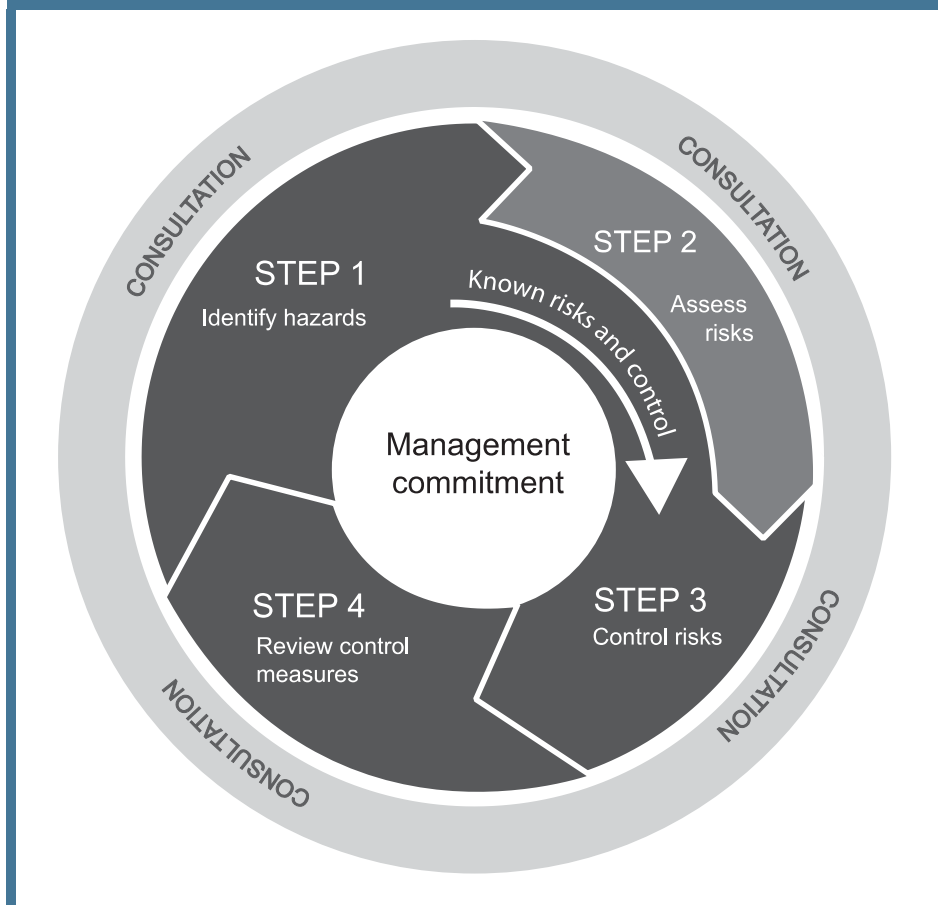 CONSULTATION
CONSULTATION
STEP 1
Identify hazards
STEP 2
Assess
risks
Known risks and control
Management
commitment
STEP 3
Control risks
STEP 4
Review control
measures
CONSULTATION
CONSULTATION